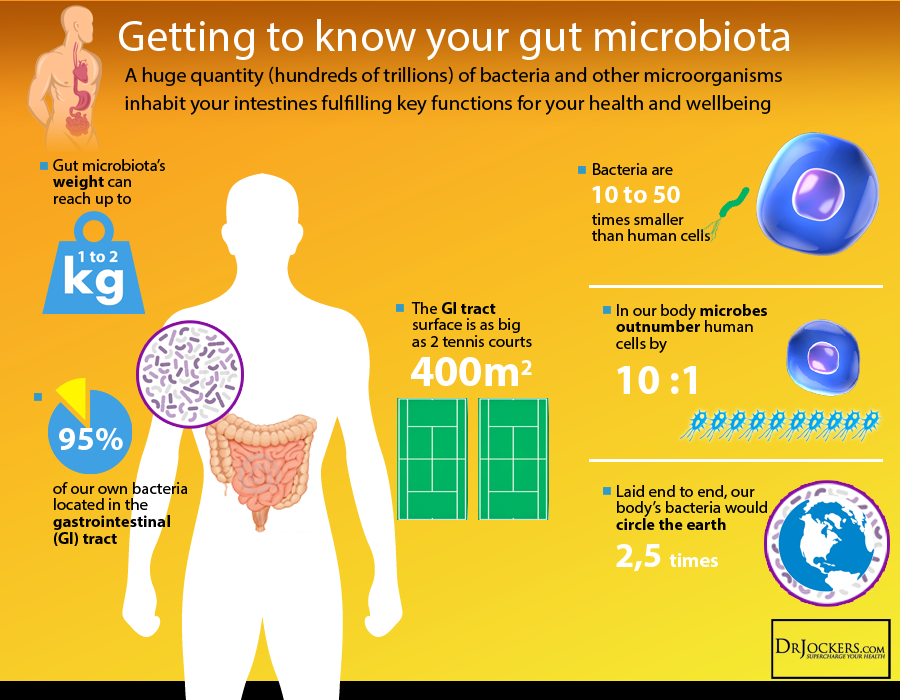 Getting to know your gut microbiota
A huge quantity (hundreds of trillions) of bacteria and other microorganisms
inhabit your intestines fulfilling key functions for your health and wellbeing
Gut microbiota's
weight can
reach up to
1 to 2
kg
95%
of our own bacteria
located in the
gastrointestinal
(GI) tract
The GI tract
surface is as big
as 2 tennis courts
400m²
Bacteria are
10 to 50
times smaller
than human cells
In our body microbes
outnumber human
cells by
10 :1
Laid end to end, our
body's bacteria would
circle the earth
2,5 times
DrJockers.com
SUPERCHARGE YOUR HEALTH